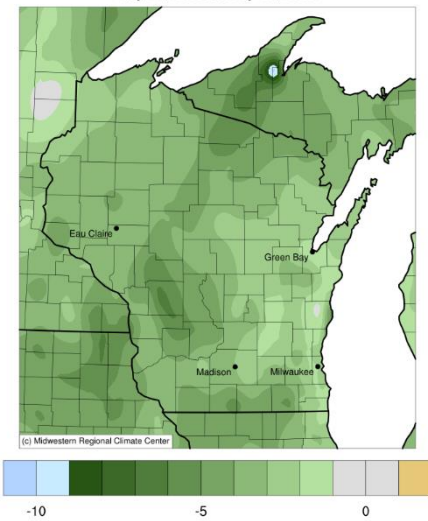 Eau Claire
Green Bay
Madison
Milwaukee
(c) Midwestern Regional Climate Center
-10 -5 0